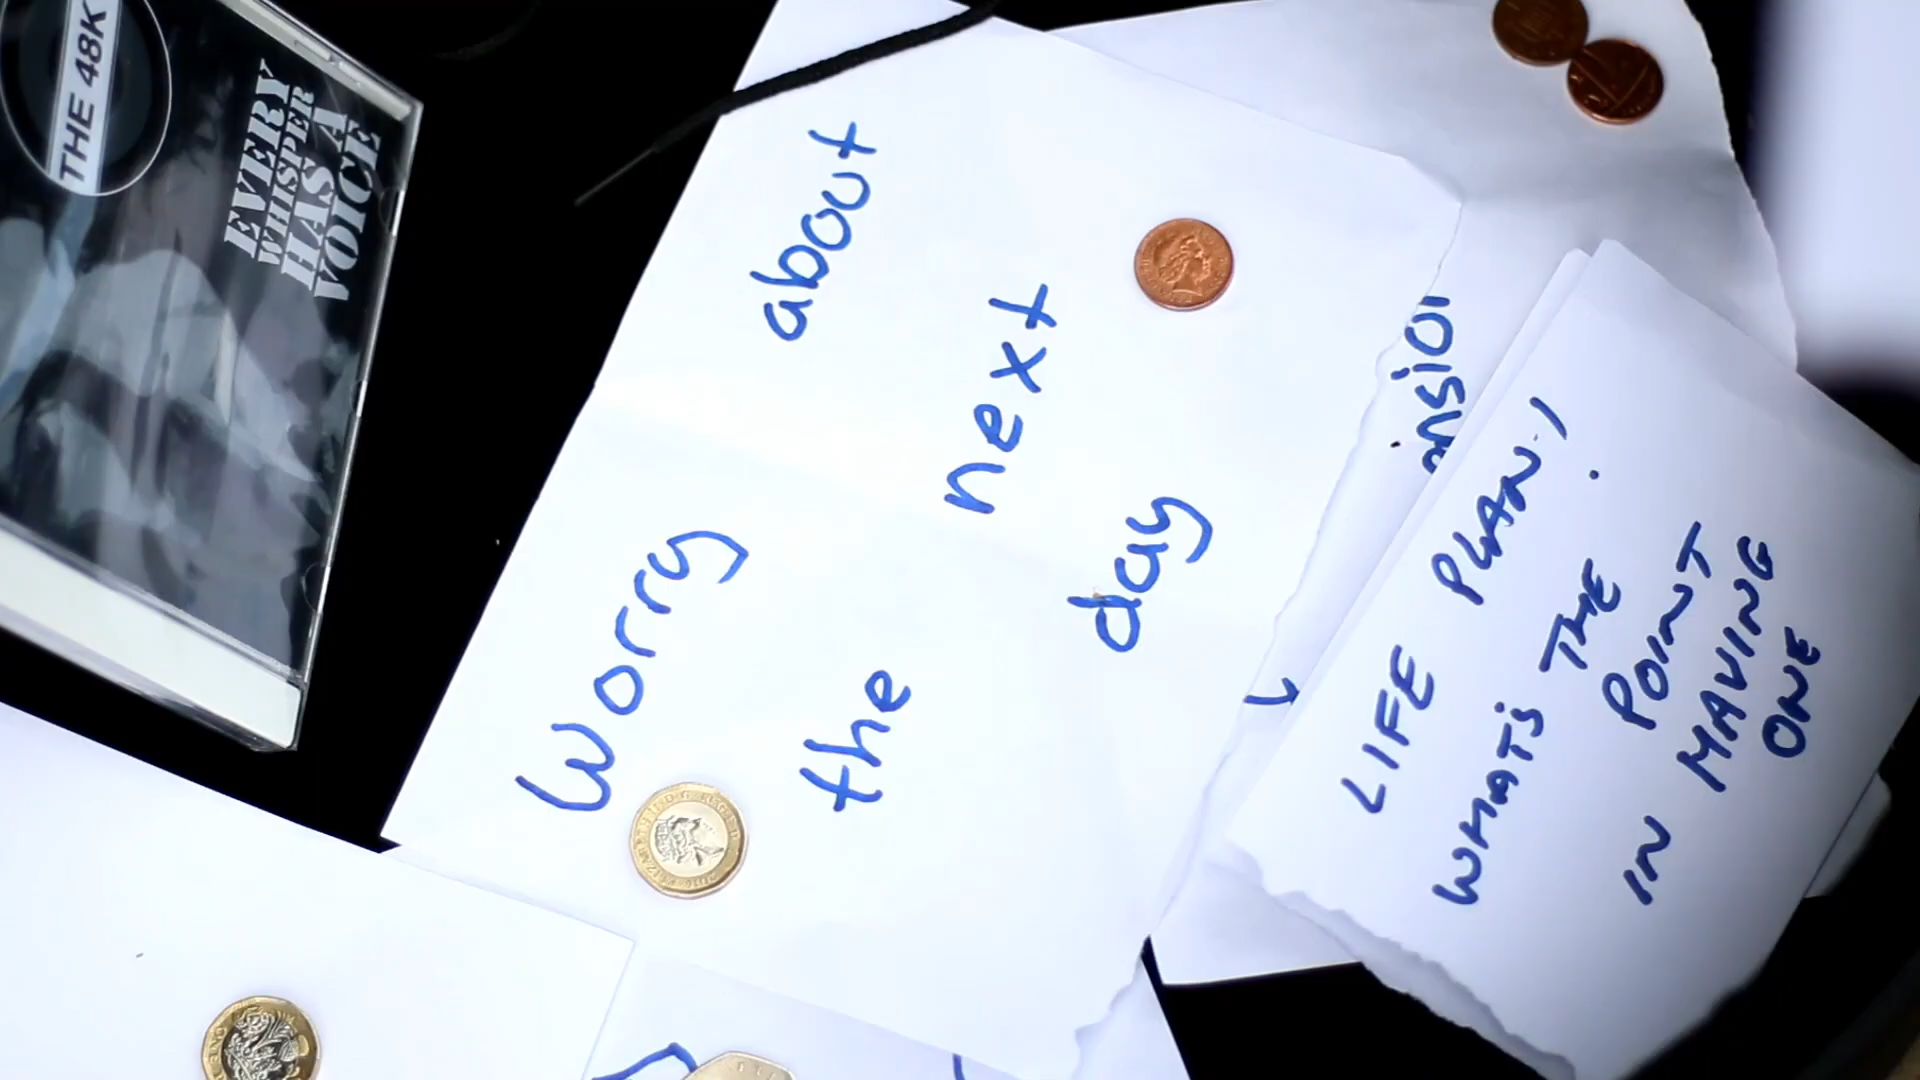 THE 48K
EVERY
WHISPER
HAS A
VOICE
Worry about
the next
day
LIFE PLAN!
WHATS THE
POINT
IN HAVING
ONE